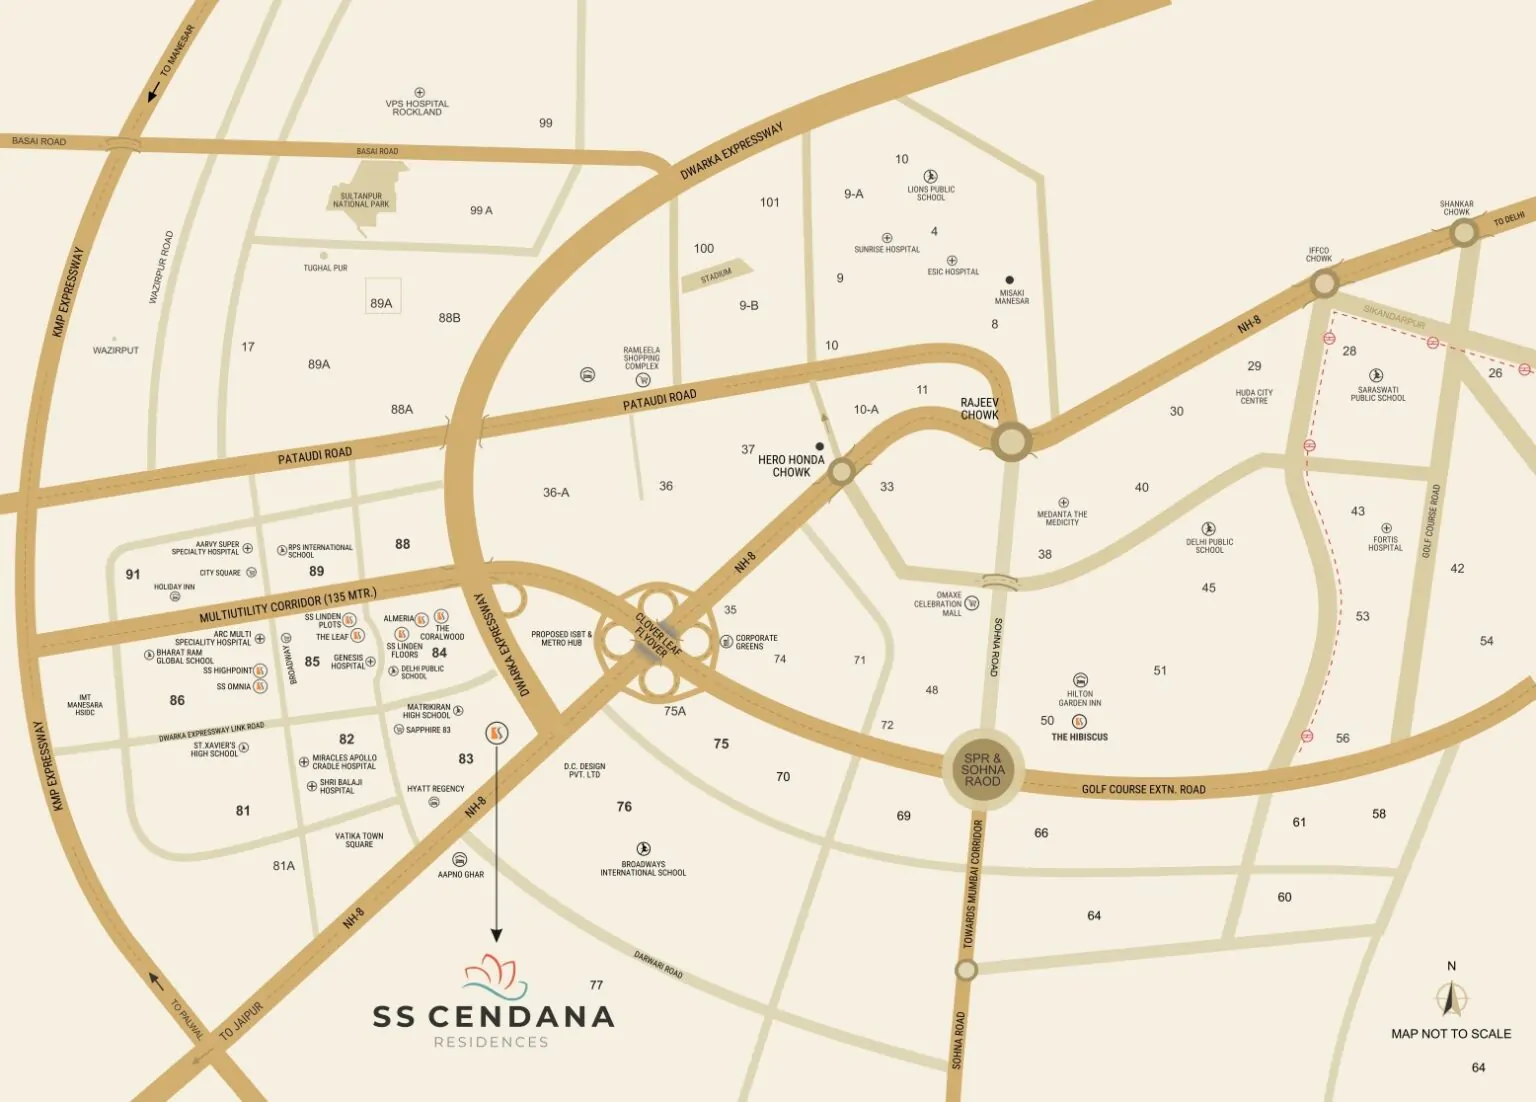 TO MANESAR
VPS HOSPITAL
ROCKLAND
99
BASAI ROAD
BASAI ROAD
DWARKA EXPRESSWAY
SULTANPUR
NATIONAL PARK
99 A
TUGHAL PUR
89A
88B
WAZIRPUR ROAD
KMP EXPRESSWAY
WAZIRPUT
17
89A
88A
101
100
STADIUM
9-B
10
9-A
LIONS PUBLIC
SCHOOL
4
SUNRISE HOSPITAL
ESIC HOSPITAL
9
MISAKI
MANESAR
8
10
SHANKAR
CHOWK
TO DELHI
IFFCO
CHOWK
SIKANDARPUR
NH-8
28
26
29
HUDA CITY
CENTRE
SARASWATI
PUBLIC SCHOOL
30
RAMLEELA
SHOPPING
COMPLEX
PATAUDI ROAD
PATAUDI ROAD
11
10-A
RAJEEV
CHOWK
37
HERO HONDA
CHOWK
36-A
36
33
40
MEDANTA THE
MEDICITY
38
DELHI PUBLIC
SCHOOL
45
43
FORTIS
HOSPITAL
GOLF COURSE ROAD
42
53
54
AARVY SUPER
SPECIALTY HOSPITAL
RPS INTERNATIONAL
SCHOOL
88
CITY SQUARE
89
91
HOLIDAY INN
MULTIUTILITY CORRIDOR (135 MTR.)
NH-8
OMAXE
CELEBRATION
MALL
SOHNA ROAD
SS LINDEN
PLOTS
THE LEAF
ALMERIA
THE
CORALWOOD
SS LINDEN
FLOORS
84
ARC MULTI
SPECIALITY HOSPITAL
BHARAT RAM
GLOBAL SCHOOL
SS HIGHPOINT
SS OMNIA
BROADWAY
85
GENESIS
HOSPITAL
DELHI PUBLIC
SCHOOL
DWARKA EXPRESSWAY
PROPOSED ISBT &
METRO HUB
CLOVER LEAF
FLYOVER
35
CORPORATE
GREENS
74
71
48
51
HILTON
GARDEN INN
50
THE HIBISCUS
56
IMT
MANESARA
HSIDC
86
KMP EXPRESSWAY
DWARKA EXPRESSWAY LINK ROAD
ST.XAVIER'S
HIGH SCHOOL
82
MATRIKIRAN
HIGH SCHOOL
SAPPHIRE 83
83
MIRACLES APOLLO
CRADLE HOSPITAL
SHRI BALAJI
HOSPITAL
HYATT REGENCY
NH-8
75A
75
72
D.C. DESIGN
PVT. LTD
70
SPR &
SOHNA
RAOD
GOLF COURSE EXTN. ROAD
81
76
69
66
61
58
VATIKA TOWN
SQUARE
81A
AAPNO GHAR
BROADWAYS
INTERNATIONAL SCHOOL
TOWARDS MUMBAI CORRIDOR
60
64
NH-8
DARWARI ROAD
77
TO PALWAL
TO JAIPUR
SS CENDANA
RESIDENCES
SOHNA ROAD
N
MAP NOT TO SCALE
64